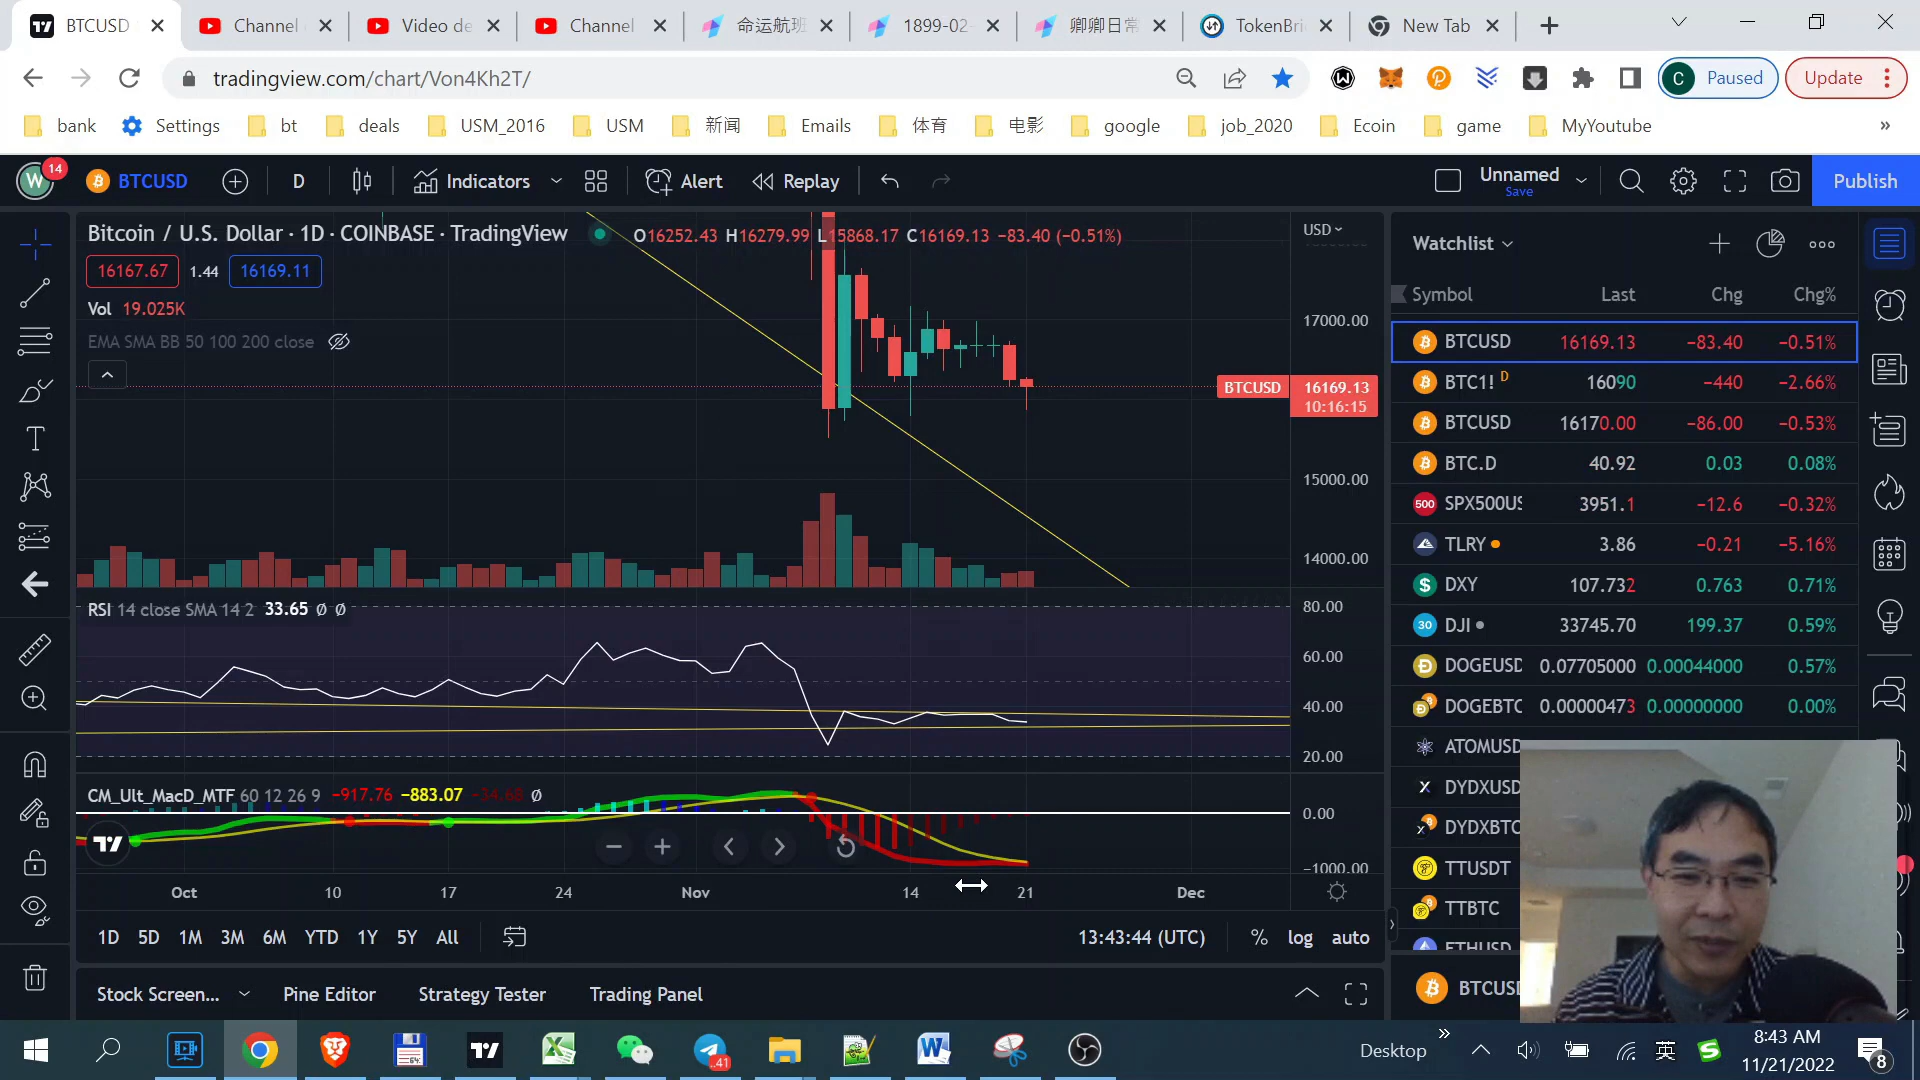 BTCUSD
Channel
Video de
Channel
命运航班
1899-02-
卿卿日常
TokenBri
New Tab
tradingview.com/chart/Von4Kh2T/
C Paused
Update
bank
Settings
bt
deals
USM_2016
USM
新闻
Emails
体育
电影
google
job_2020
Ecoin
game
MyYoutube
»
W 14
BTCUSD
D
Indicators
Alert
Replay
Unnamed
Save
Publish
Bitcoin / U.S. Dollar · 1D · COINBASE · TradingView
O16252.43 H16279.99 L15868.17 C16169.13 −83.40 (−0.51%)
USD
16167.67 1.44 16169.11
Vol 19.025K
EMA SMA BB 50 100 200 close
17000.00
BTCUSD 16169.13
10:16:15
15000.00
14000.00
RSI 14 close SMA 14 2 33.65 Ø Ø
80.00
60.00
40.00
20.00
CM_Ult_MacD_MTF 60 12 26 9 −917.76 −883.07 −34.68 Ø
0.00
−1000.00
Oct 10 17 24 Nov 14 21 Dec
1D 5D 1M 3M 6M YTD 1Y 5Y All
13:43:44 (UTC) % log auto
Stock Screen... Pine Editor Strategy Tester Trading Panel
Watchlist
Symbol Last Chg Chg%
BTCUSD 16169.13 −83.40 −0.51%
BTC1! D 16090 −440 −2.66%
BTCUSD 16170.00 −86.00 −0.53%
BTC.D 40.92 0.03 0.08%
500 SPX500US 3951.1 −12.6 −0.32%
TLRY 3.86 −0.21 −5.16%
DXY 107.732 0.763 0.71%
30 DJI 33745.70 199.37 0.59%
DOGEUSD 0.07705000 0.00044000 0.57%
DOGEBTC 0.00000473 0.00000000 0.00%
ATOMUSD
DYDXUSD
DYDXBTC
TTUSDT
TTBTC
ETHUSD
BTCUSD
64
41
Desktop
»
英
8:43 AM
11/21/2022
8